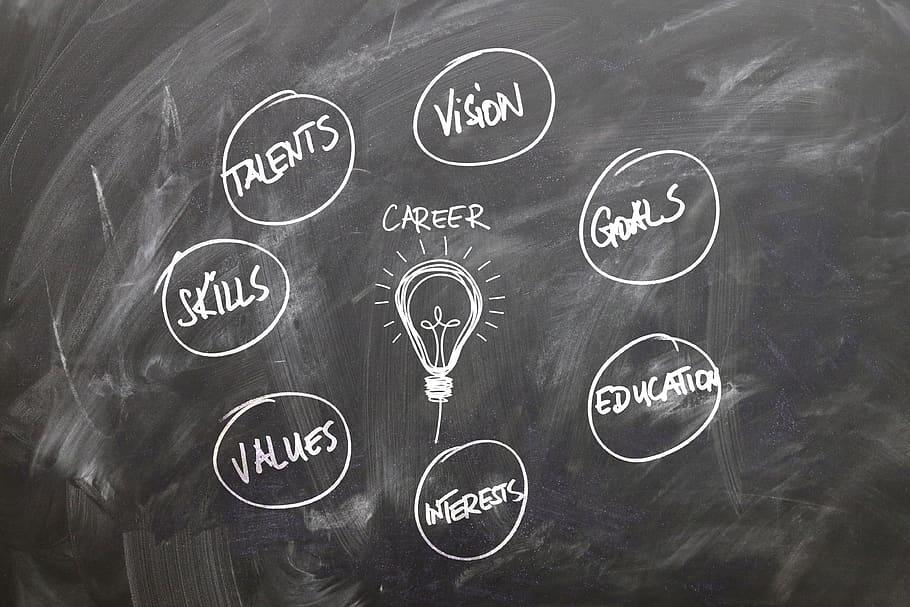 VISION
TALENTS
GOALS
CAREER
SKILLS
EDUCATION
VALUES
INTERESTS